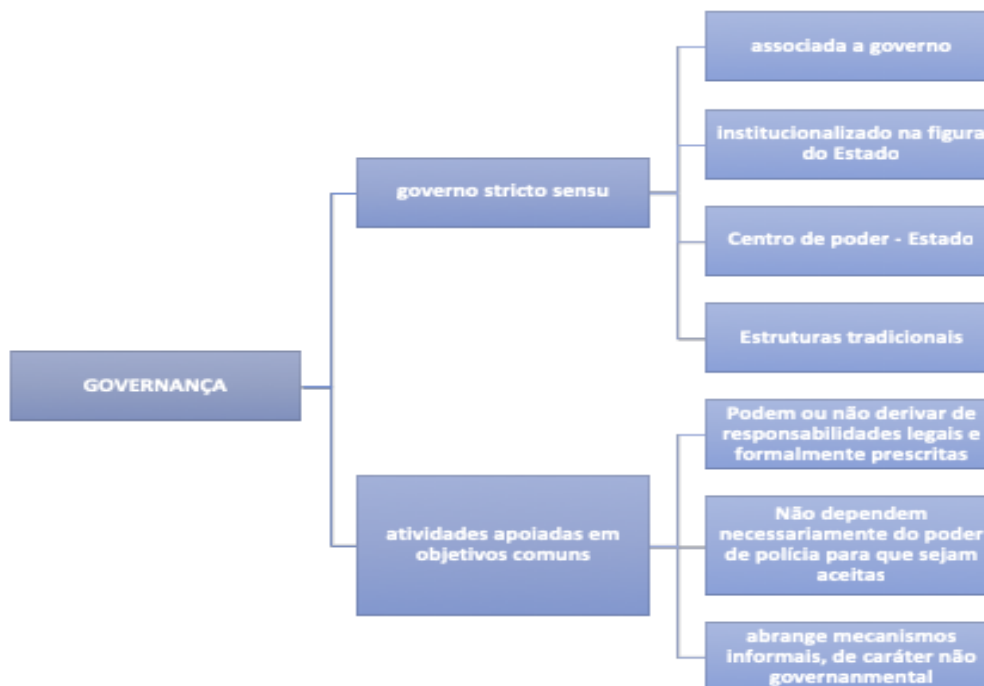 associada a governo
institucionalizado na figura
do Estado
governo stricto sensu
Centro de poder - Estado
Estruturas tradicionais
GOVERNANÇA
Podem ou não derivar de
responsabilidades legais e
formalmente prescritas
atividades apoiadas em
objetivos comuns
Não dependem
necessariamente do poder
de polícia para que sejam
aceitas
abrange mecanismos
informais, de caráter não
governanmental